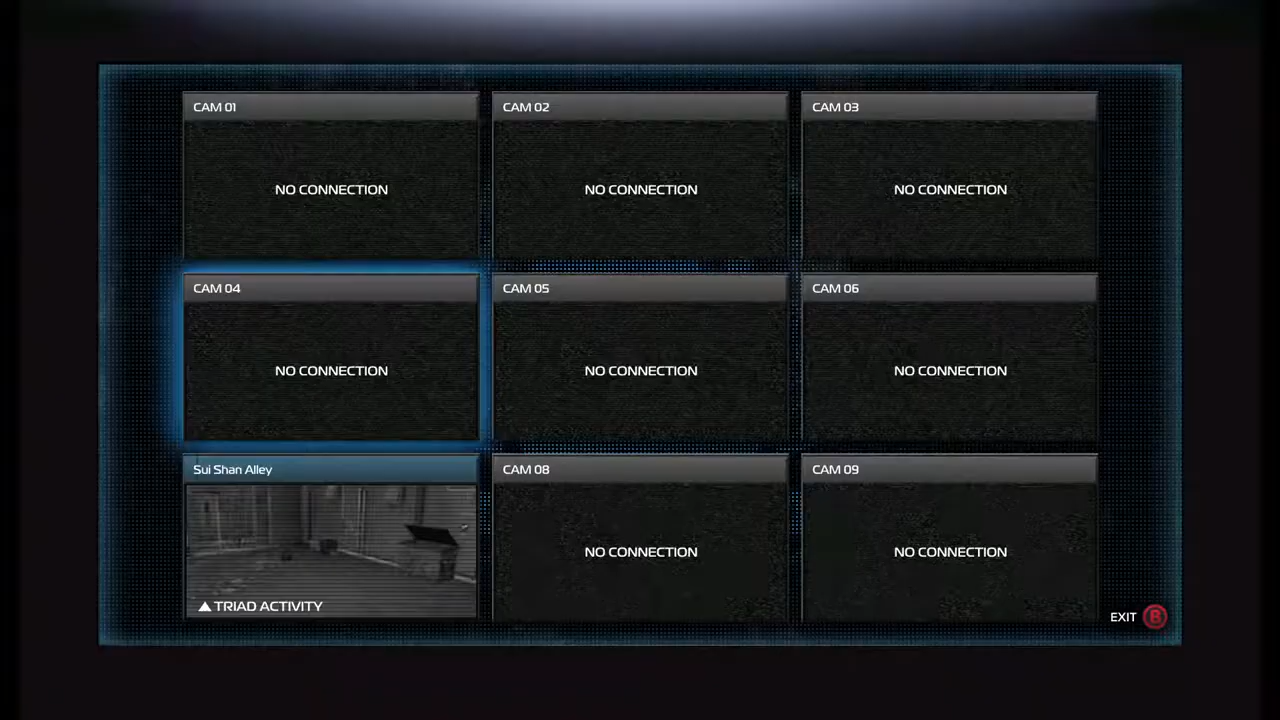 CAM 01
CAM 02
CAM 03
NO CONNECTION
NO CONNECTION
NO CONNECTION
CAM 04
CAM 05
CAM 06
NO CONNECTION
NO CONNECTION
NO CONNECTION
Sui Shan Alley
CAM 08
CAM 09
NO CONNECTION
NO CONNECTION
TRIAD ACTIVITY
EXIT B